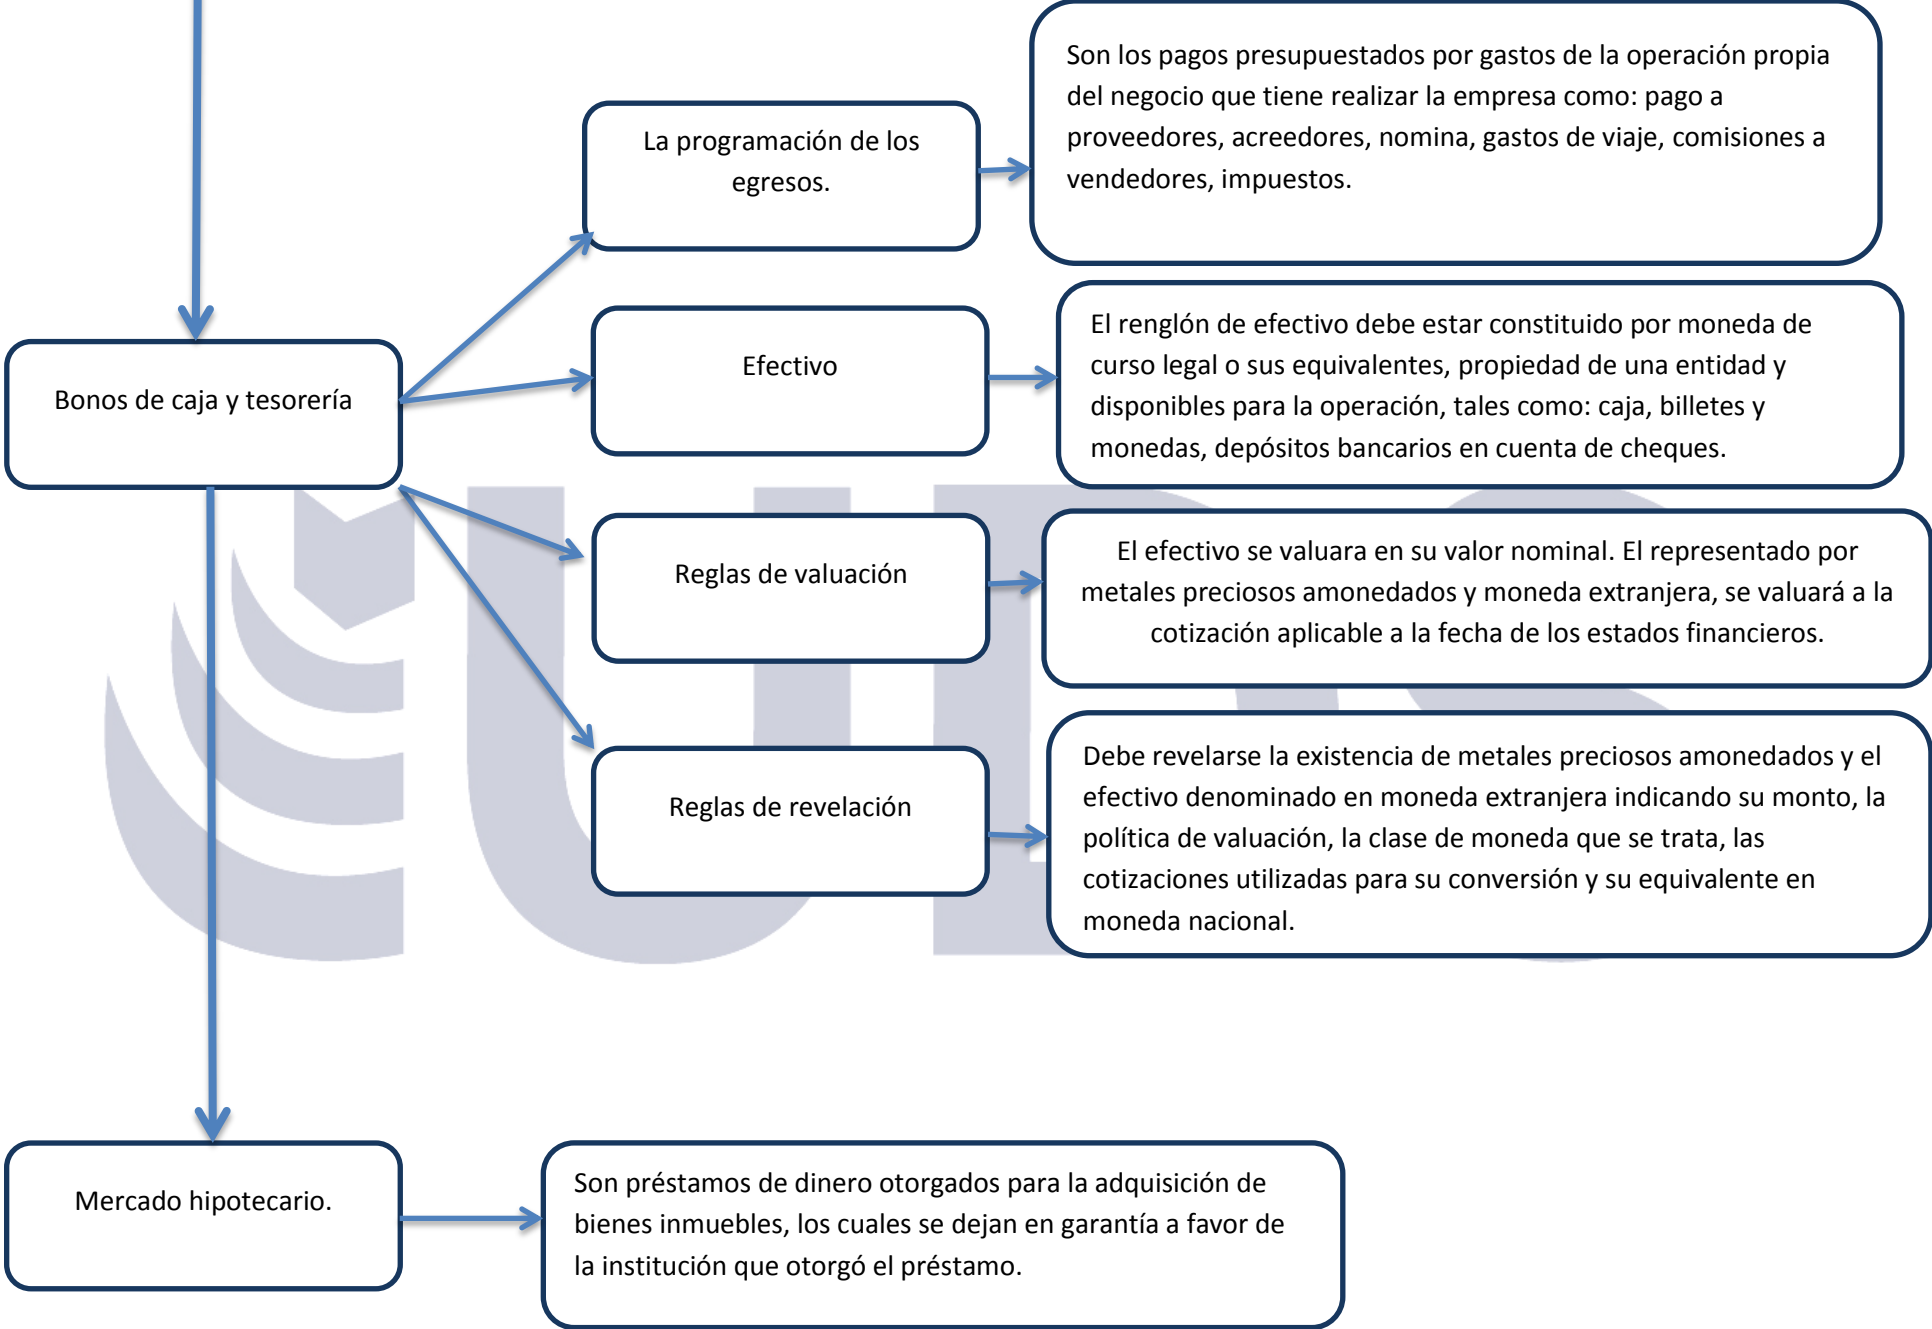 La programación de los
egresos.
Son los pagos presupuestados por gastos de la operación propia
del negocio que tiene realizar la empresa como: pago a
proveedores, acreedores, nomina, gastos de viaje, comisiones a
vendedores, impuestos.
Bonos de caja y tesorería
Efectivo
El renglón de efectivo debe estar constituido por moneda de
curso legal o sus equivalentes, propiedad de una entidad y
disponibles para la operación, tales como: caja, billetes y
monedas, depósitos bancarios en cuenta de cheques.
Reglas de valuación
El efectivo se valuara en su valor nominal. El representado por
metales preciosos amonedados y moneda extranjera, se valuará a la
cotización aplicable a la fecha de los estados financieros.
Reglas de revelación
Debe revelarse la existencia de metales preciosos amonedados y el
efectivo denominado en moneda extranjera indicando su monto, la
política de valuación, la clase de moneda que se trata, las
cotizaciones utilizadas para su conversión y su equivalente en
moneda nacional.
UDS
Mercado hipotecario.
Son préstamos de dinero otorgados para la adquisición de
bienes inmuebles, los cuales se dejan en garantía a favor de
la institución que otorgó el préstamo.